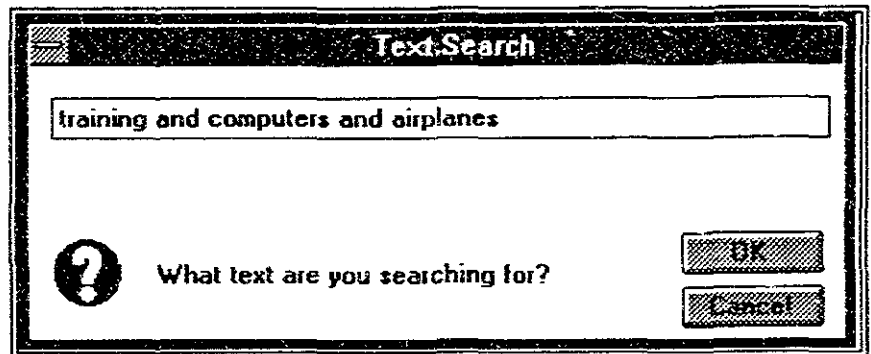 Text Search
training and computers and airplanes
What text are you searching for?
OK
Cancel